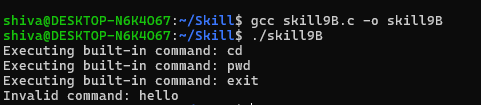 shiva@DESKTOP-N6K4O67:~/Skill$ gcc skill9B.c -o skill9B
shiva@DESKTOP-N6K4O67:~/Skill$ ./skill9B
Executing built-in command: cd
Executing built-in command: pwd
Executing built-in command: exit
Invalid command: hello